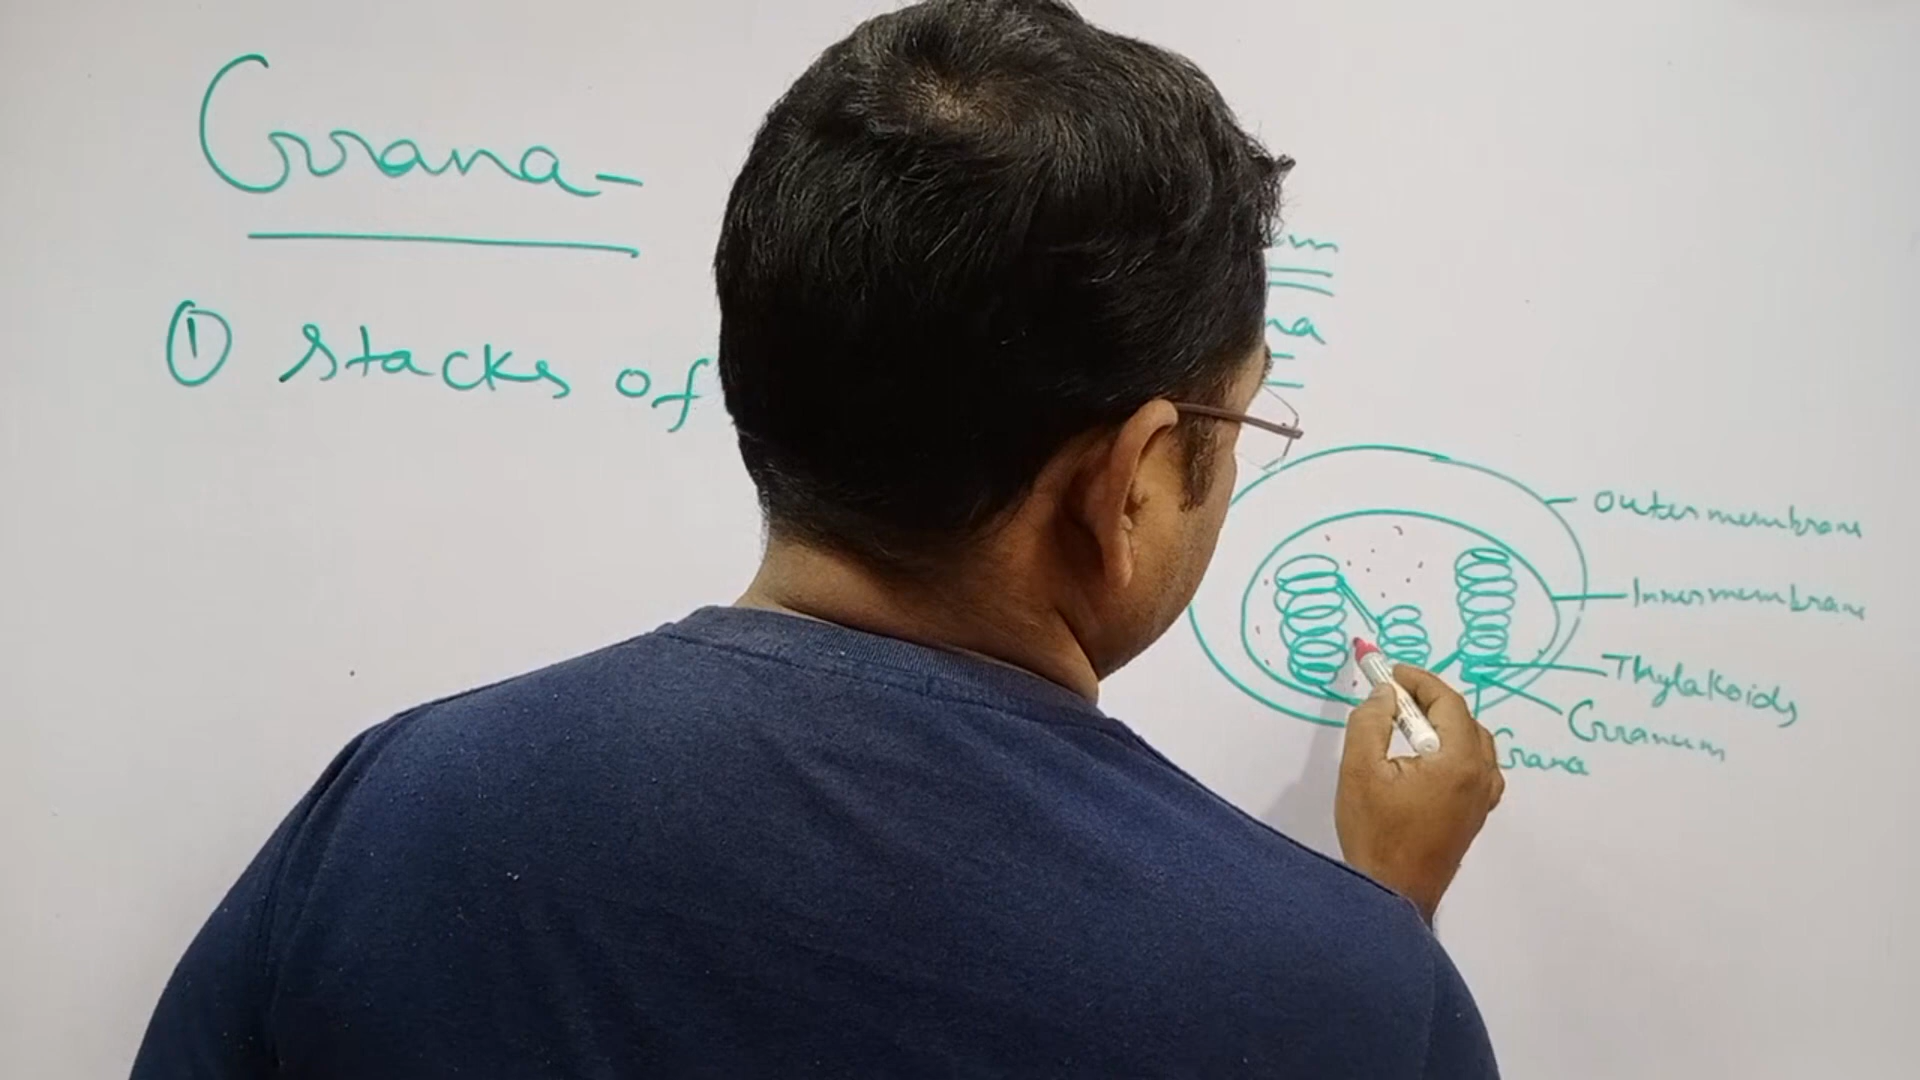 Grana-
① Stacks of
outer membrane
Inner membrane
Thylakoids
Granum
Grana